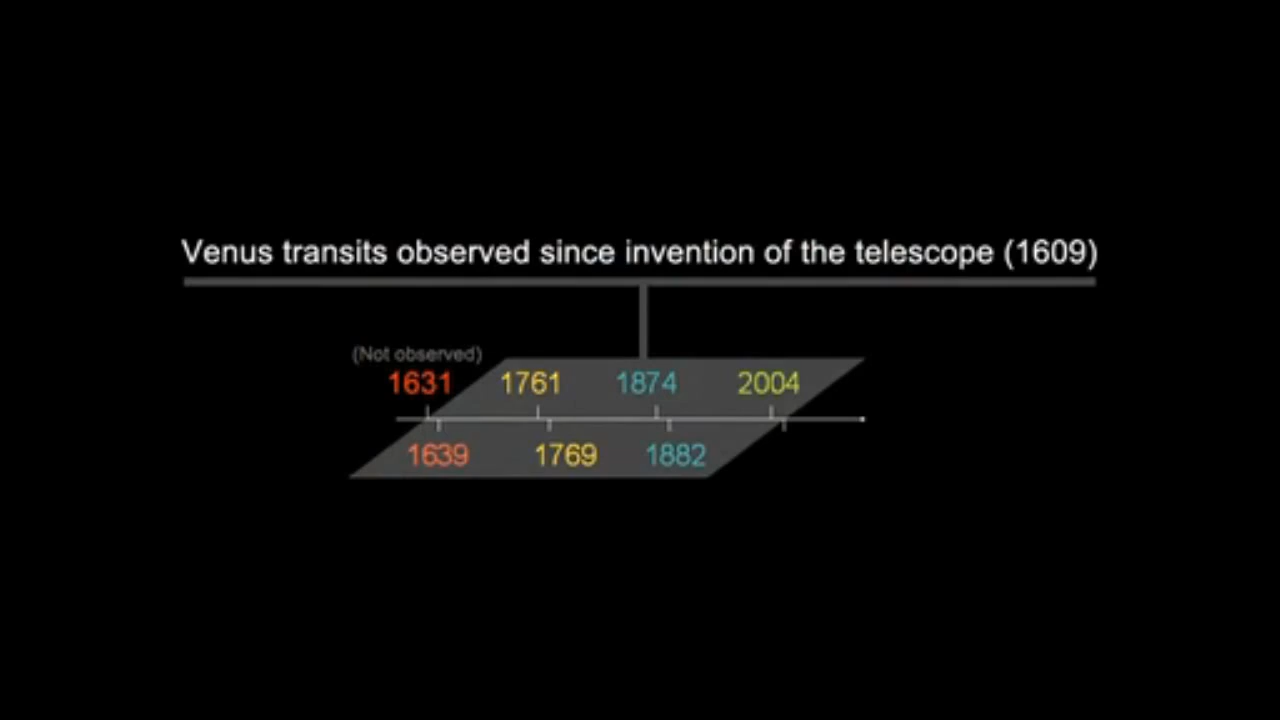 Venus transits observed since invention of the telescope (1609)
(Not observed)
1631 1761 1874 2004
1639 1769 1882